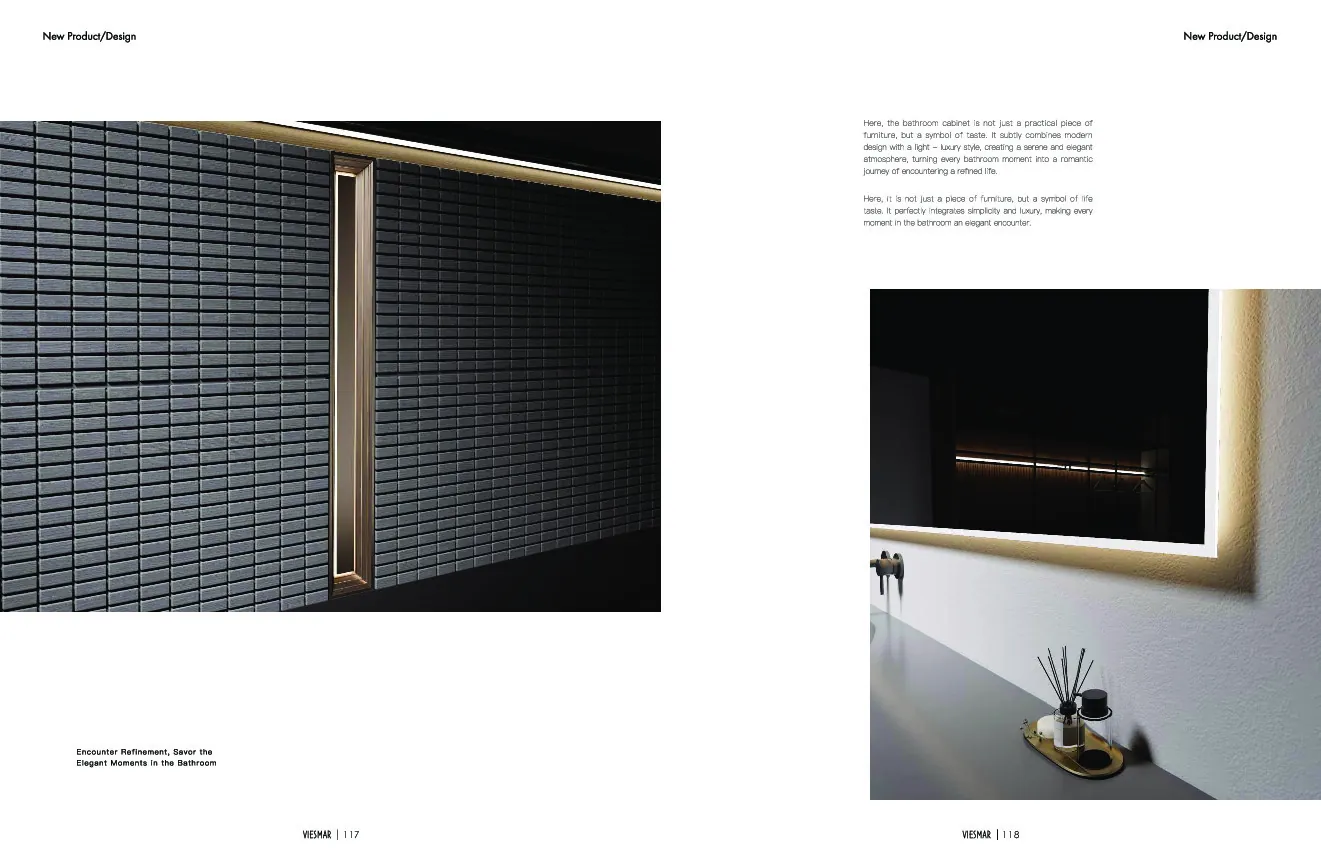 New Product/Design
New Product/Design
Here, the bathroom cabinet is not just a practical piece of
furniture, but a symbol of taste. It subtly combines modern
design with a light – luxury style, creating a serene and elegant
atmosphere, turning every bathroom moment into a romantic
journey of encountering a refined life.
Here, it is not just a piece of furniture, but a symbol of life
taste. It perfectly integrates simplicity and luxury, making every
moment in the bathroom an elegant encounter.
Encounter Refinement, Savor the
Elegant Moments in the Bathroom
VIESMAR | 117
VIESMAR | 118